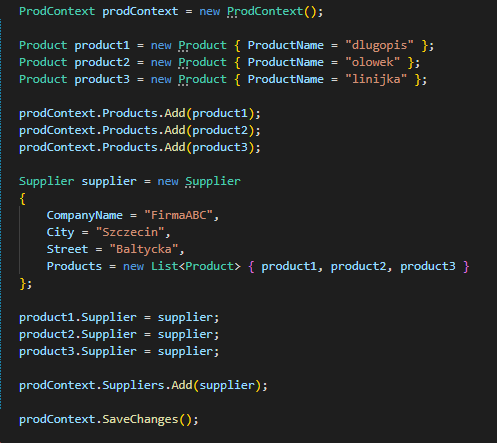 ProdContext prodContext = new ProdContext();
Product product1 = new Product { ProductName = "dlugopis" };
Product product2 = new Product { ProductName = "olowek" };
Product product3 = new Product { ProductName = "linijka" };
prodContext.Products.Add(product1);
prodContext.Products.Add(product2);
prodContext.Products.Add(product3);
Supplier supplier = new Supplier
{
    CompanyName = "FirmaABC",
    City = "Szczecin",
    Street = "Baltycka",
    Products = new List<Product> { product1, product2, product3 }
};
product1.Supplier = supplier;
product2.Supplier = supplier;
product3.Supplier = supplier;
prodContext.Suppliers.Add(supplier);
prodContext.SaveChanges();